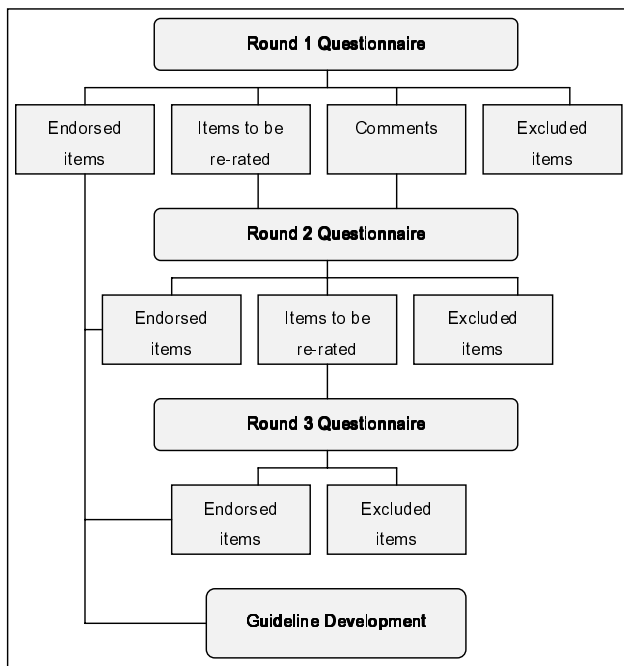 Round 1 Questionnaire
Endorsed
items
Items to be
re-rated
Comments
Excluded
items
Round 2 Questionnaire
Endorsed
items
Items to be
re-rated
Excluded
items
Round 3 Questionnaire
Endorsed
items
Excluded
items
Guideline Development